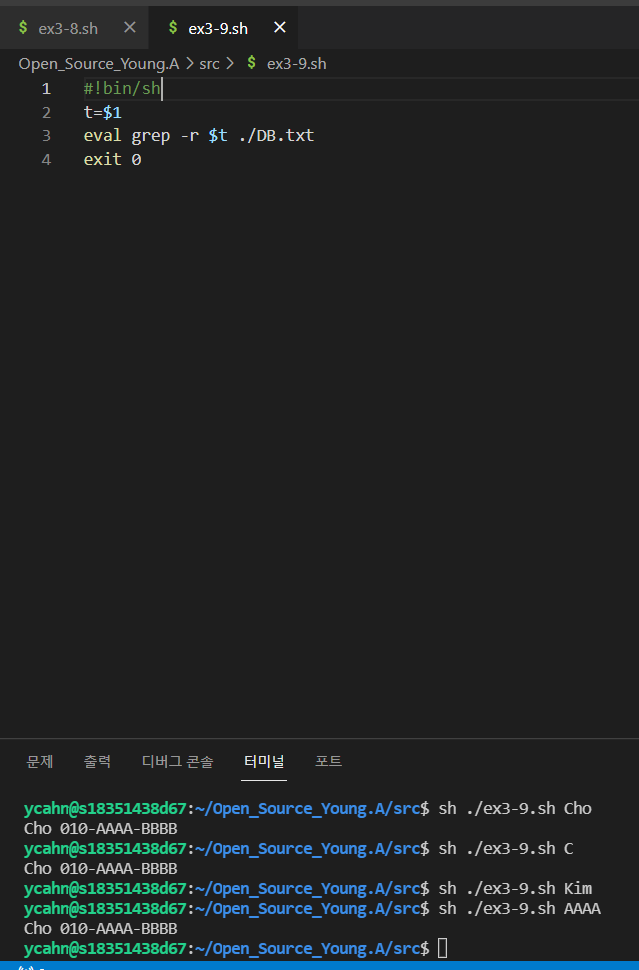 $ ex3-8.sh × $ ex3-9.sh ×
Open_Source_Young.A > src > $ ex3-9.sh
1 #!bin/sh
2 t=$1
3 eval grep -r $t ./DB.txt
4 exit 0
문제 출력 디버그 콘솔 터미널 포트
ycahn@s18351438d67:~/Open_Source_Young.A/src$ sh ./ex3-9.sh Cho
Cho 010-AAAA-BBBB
ycahn@s18351438d67:~/Open_Source_Young.A/src$ sh ./ex3-9.sh C
Cho 010-AAAA-BBBB
ycahn@s18351438d67:~/Open_Source_Young.A/src$ sh ./ex3-9.sh Kim
ycahn@s18351438d67:~/Open_Source_Young.A/src$ sh ./ex3-9.sh AAAA
Cho 010-AAAA-BBBB
ycahn@s18351438d67:~/Open_Source_Young.A/src$